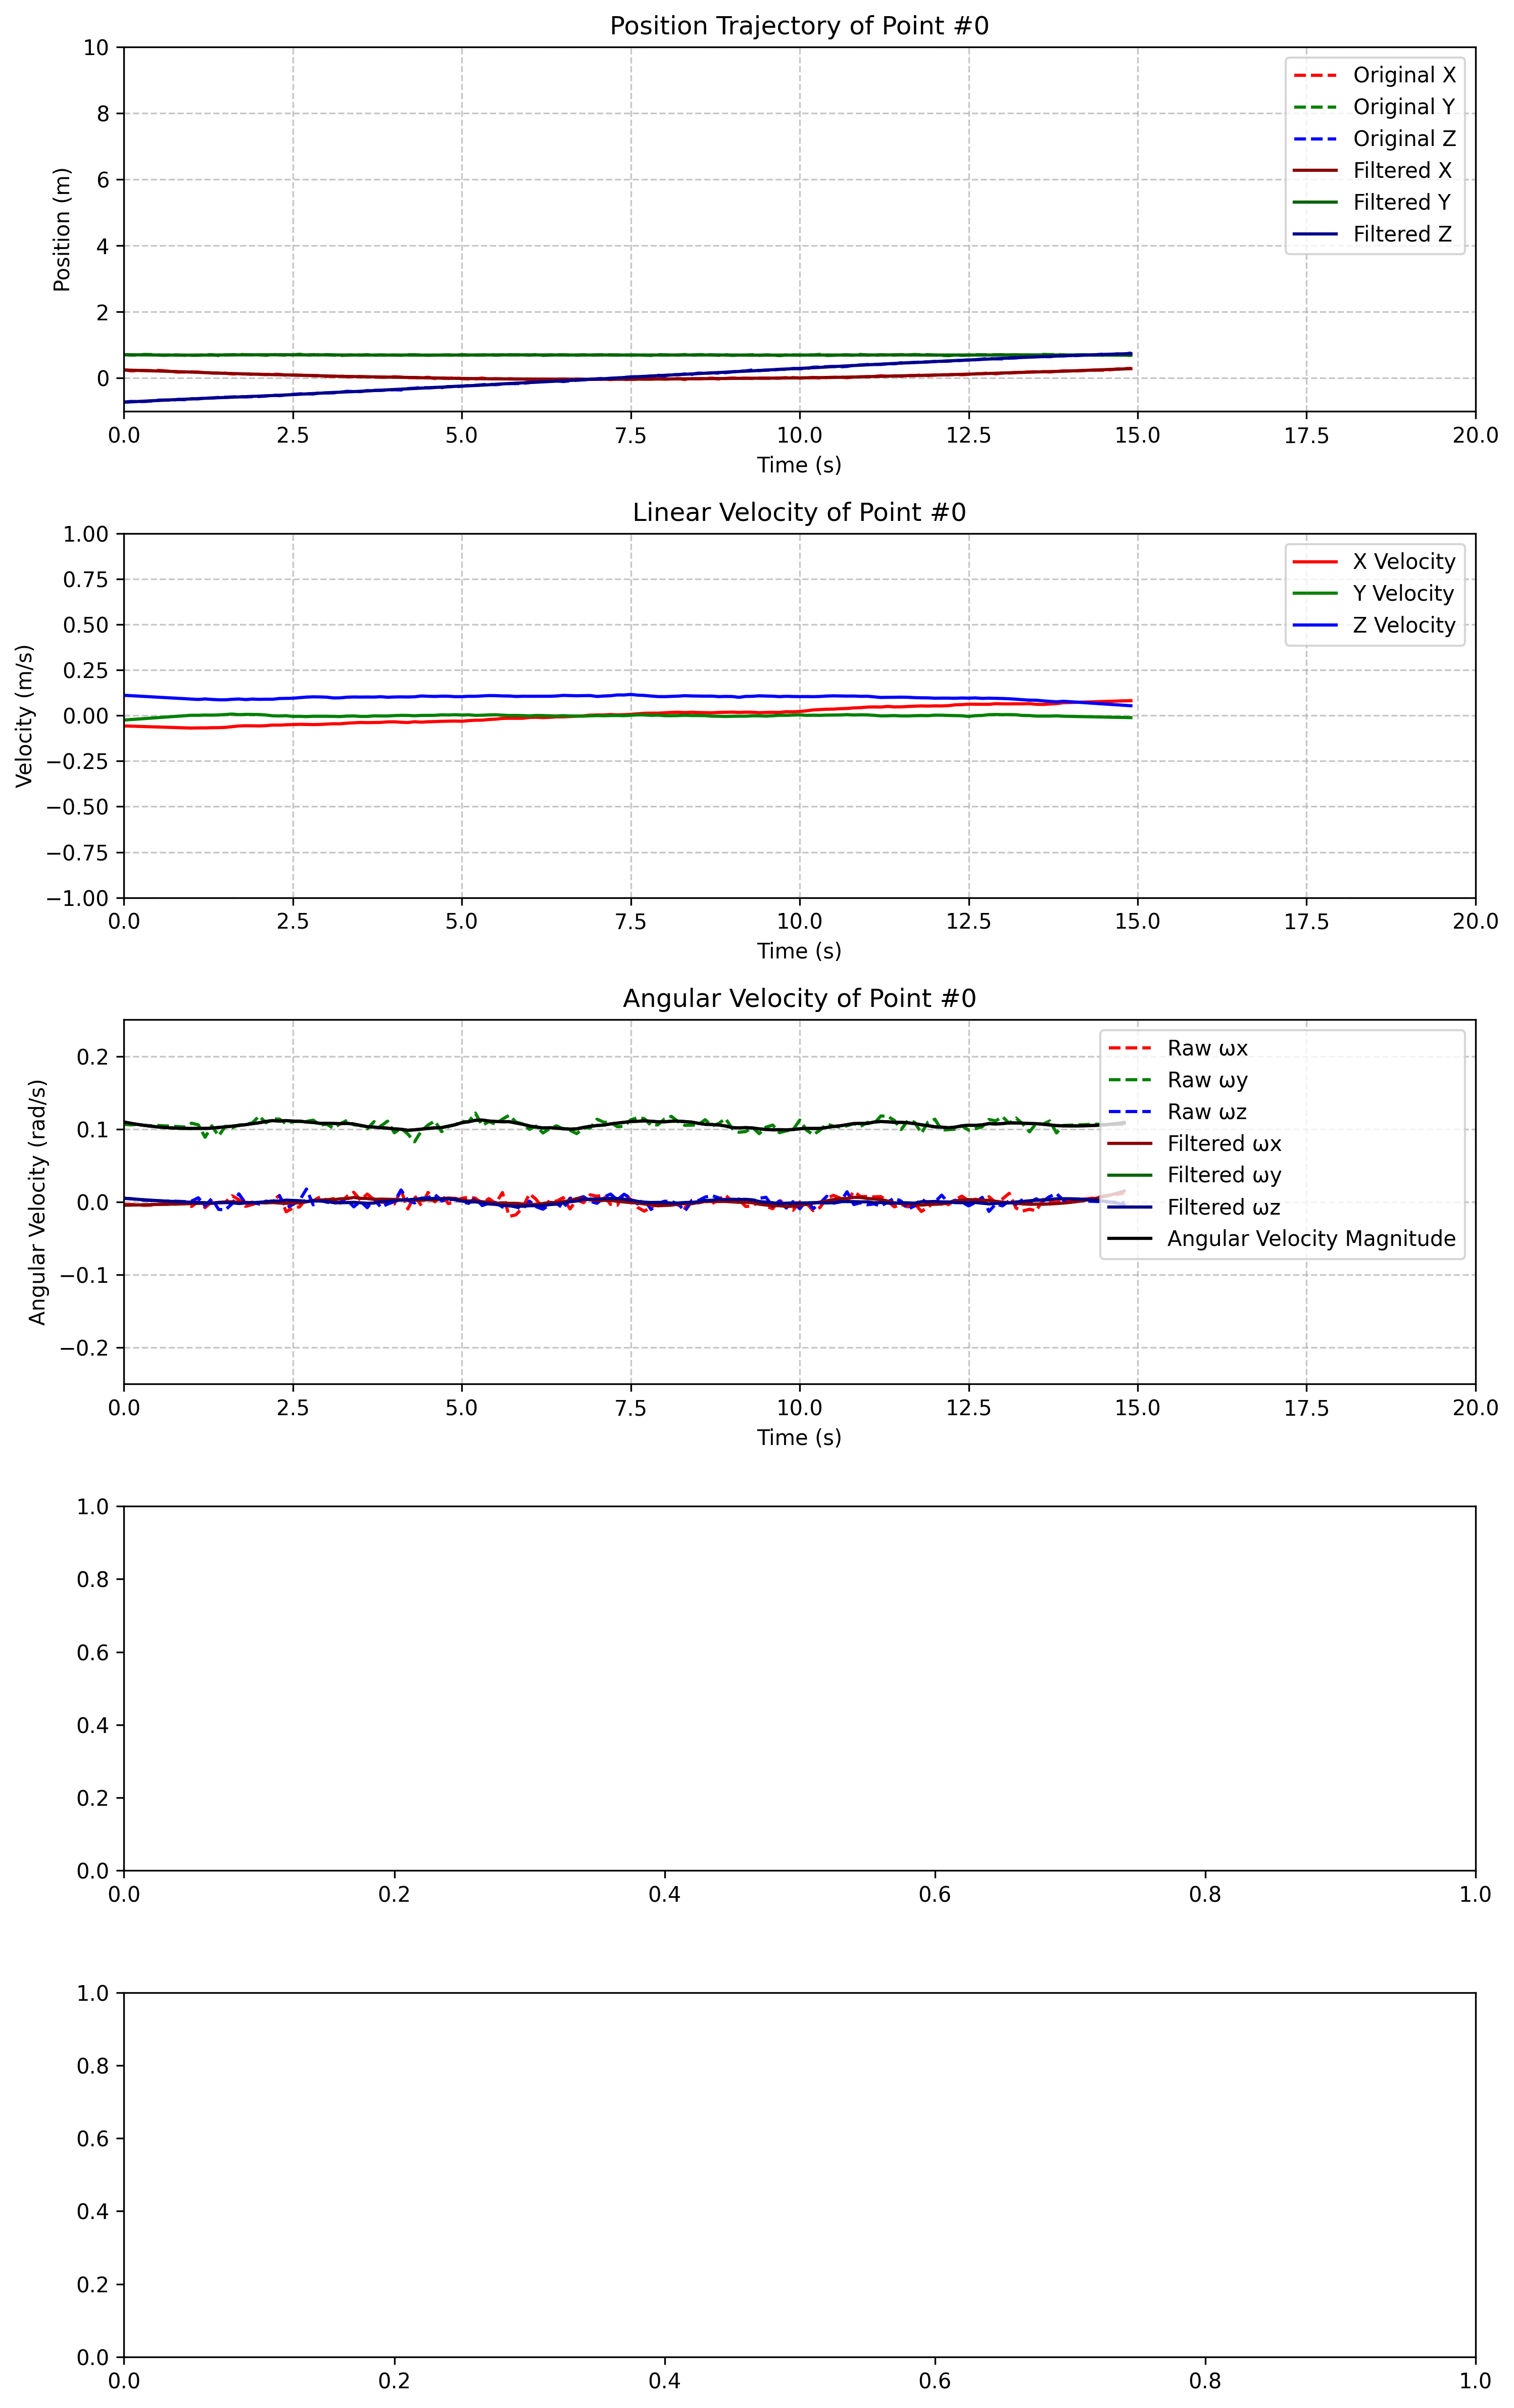 Position Trajectory of Point #0
10
8
6
4
2
0
Position (m)
Original X
Original Y
Original Z
Filtered X
Filtered Y
Filtered Z
0.0 2.5 5.0 7.5 10.0 12.5 15.0 17.5 20.0
Time (s)
Linear Velocity of Point #0
1.00
0.75
0.50
0.25
0.00
−0.25
−0.50
−0.75
−1.00
Velocity (m/s)
X Velocity
Y Velocity
Z Velocity
0.0 2.5 5.0 7.5 10.0 12.5 15.0 17.5 20.0
Time (s)
Angular Velocity of Point #0
0.2
0.1
0.0
−0.1
−0.2
Angular Velocity (rad/s)
Raw ωx
Raw ωy
Raw ωz
Filtered ωx
Filtered ωy
Filtered ωz
Angular Velocity Magnitude
0.0 2.5 5.0 7.5 10.0 12.5 15.0 17.5 20.0
Time (s)
1.0
0.8
0.6
0.4
0.2
0.0
0.0 0.2 0.4 0.6 0.8 1.0
1.0
0.8
0.6
0.4
0.2
0.0
0.0 0.2 0.4 0.6 0.8 1.0